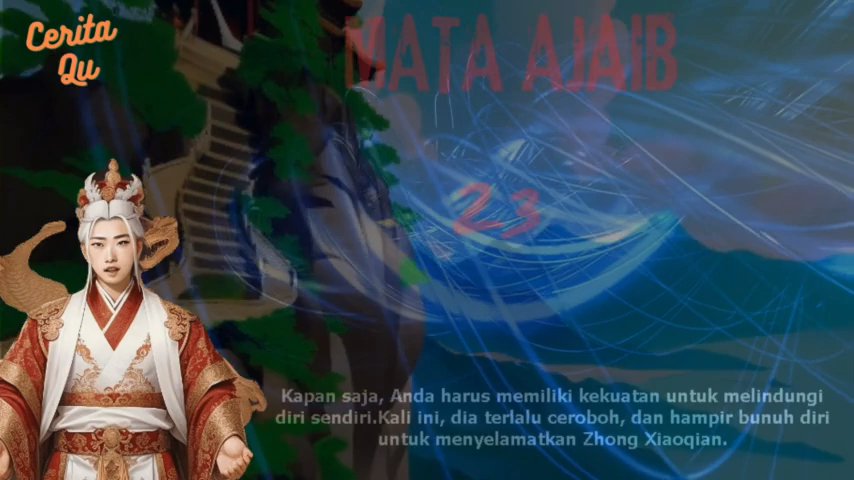 Cerita
Qu
MATA AJAIB
23
Kapan saja, Anda harus memiliki kekuatan untuk melindungi
diri sendiri.Kali ini, dia terlalu ceroboh, dan hampir bunuh diri
untuk menyelamatkan Zhong Xiaoqian.